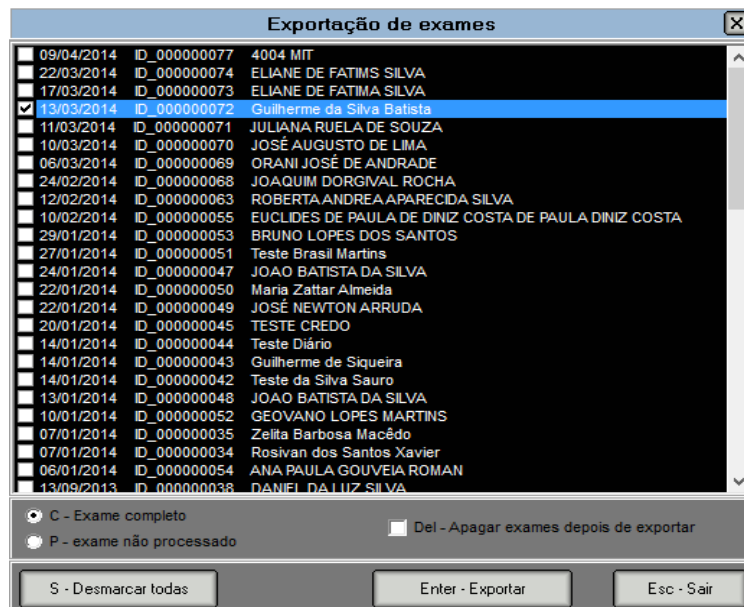 Exportação de exames
09/04/2014 ID_000000077 4004 MIT
22/03/2014 ID_000000074 ELIANE DE FATIMS SILVA
17/03/2014 ID_000000073 ELIANE DE FATIMA SILVA
13/03/2014 ID_000000072 Guilherme da Silva Batista
11/03/2014 ID_000000071 JULIANA RUELA DE SOUZA
10/03/2014 ID_000000070 JOSÉ AUGUSTO DE LIMA
06/03/2014 ID_000000069 ORANI JOSÉ DE ANDRADE
24/02/2014 ID_000000068 JOAQUIM DORGIVAL ROCHA
12/02/2014 ID_000000063 ROBERTA ANDREA APARECIDA SILVA
10/02/2014 ID_000000055 EUCLIDES DE PAULA DE DINIZ COSTA DE PAULA DINIZ COSTA
29/01/2014 ID_000000053 BRUNO LOPES DOS SANTOS
27/01/2014 ID_000000051 Teste Brasil Martins
24/01/2014 ID_000000047 JOAO BATISTA DA SILVA
22/01/2014 ID_000000050 Maria Zattar Almeida
22/01/2014 ID_000000049 JOSÉ NEWTON ARRUDA
20/01/2014 ID_000000045 TESTE CREDO
14/01/2014 ID_000000044 Teste Diário
14/01/2014 ID_000000043 Guilherme de Siqueira
14/01/2014 ID_000000042 Teste da Silva Sauro
13/01/2014 ID_000000048 JOAO BATISTA DA SILVA
10/01/2014 ID_000000052 GEOVANO LOPES MARTINS
07/01/2014 ID_000000035 Zelita Barbosa Macêdo
07/01/2014 ID_000000034 Rosivan dos Santos Xavier
06/01/2014 ID_000000054 ANA PAULA GOUVEIA ROMAN
13/09/2013 ID_000000038 DANIEL DA LUZ SILVA
C - Exame completo
P - exame não processado
Del - Apagar exames depois de exportar
S - Desmarcar todas
Enter - Exportar
Esc - Sair